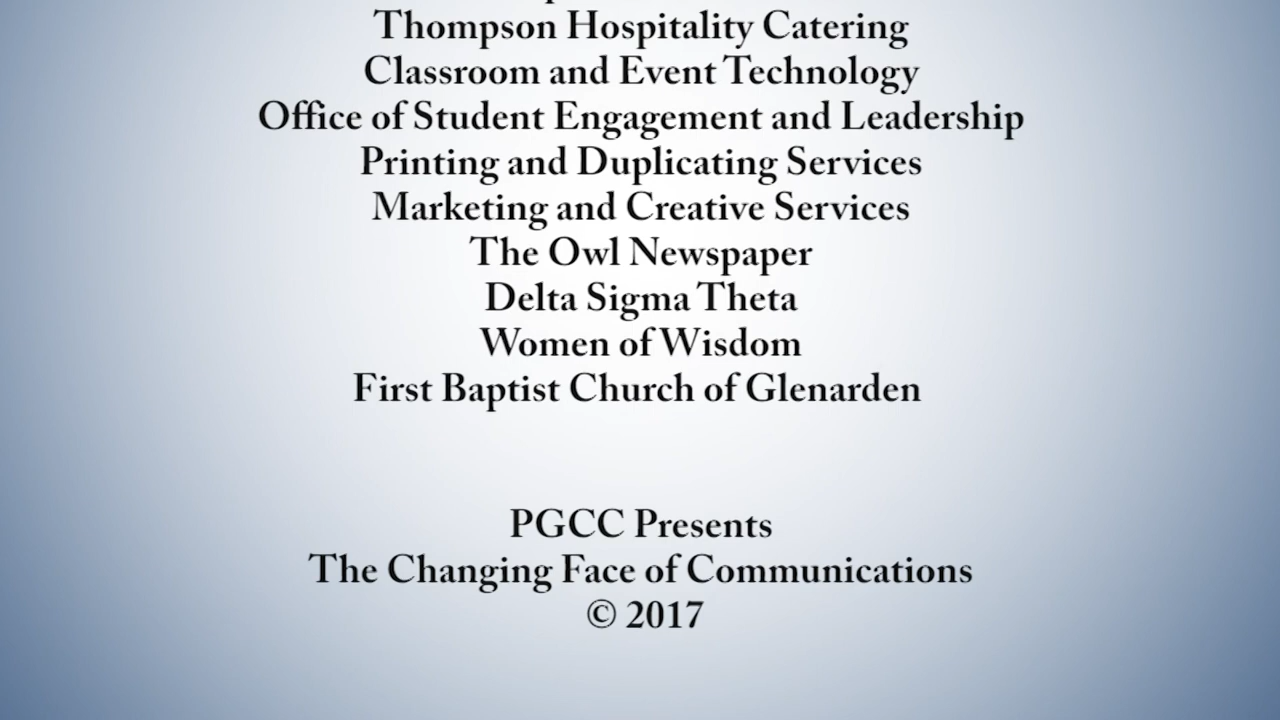 Thompson Hospitality Catering
Classroom and Event Technology
Office of Student Engagement and Leadership
Printing and Duplicating Services
Marketing and Creative Services
The Owl Newspaper
Delta Sigma Theta
Women of Wisdom
First Baptist Church of Glenarden
PGCC Presents
The Changing Face of Communications
© 2017